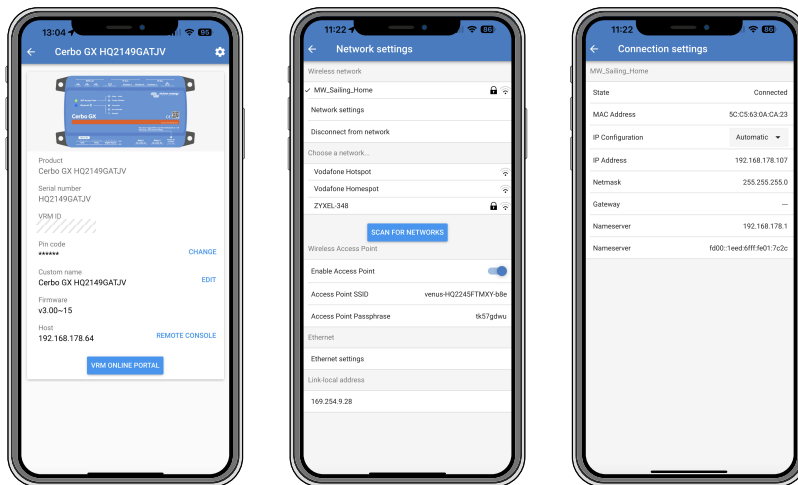 13:04
95
Cerbo GX HQ2149GATJV
Cerbo GX
Product
Cerbo GX HQ2149GATJV
Serial number
HQ2149GATJV
VRM ID
Pin code
******
CHANGE
Custom name
Cerbo GX HQ2149GATJV
EDIT
Firmware
v3.00~15
Host
192.168.178.64
REMOTE CONSOLE
VRM ONLINE PORTAL
11:22
86
Network settings
Wireless network
MW_Sailing_Home
Network settings
Disconnect from network
Choose a network...
Vodafone Hotspot
Vodafone Homespot
ZYXEL-348
SCAN FOR NETWORKS
Wireless Access Point
Enable Access Point
Access Point SSID venus-HQ2245FTMXY-b8e
Access Point Passphrase tk57gdwu
Ethernet
Ethernet settings
Link-local address
169.254.9.28
11:22
86
Connection settings
MW_Sailing_Home
State Connected
MAC Address 5C:C5:63:0A:CA:23
IP Configuration Automatic
IP Address 192.168.178.107
Netmask 255.255.255.0
Gateway ---
Nameserver 192.168.178.1
Nameserver fd00::1eed:6fff:fe01:7c2c